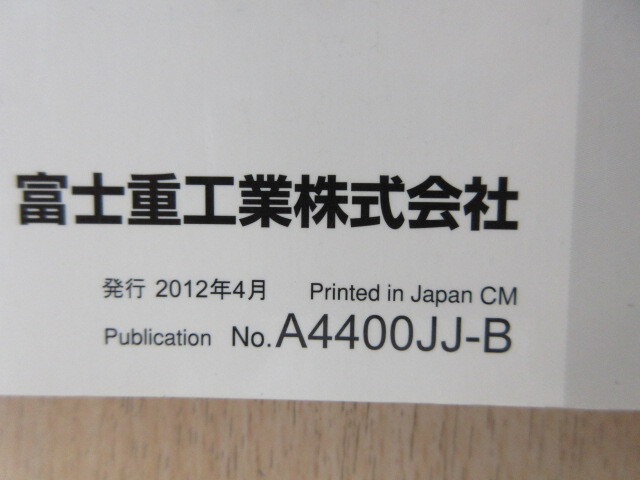 富士重工業株式会社
発行 2012年4月 Printed in Japan CM
Publication No.A4400JJ-B